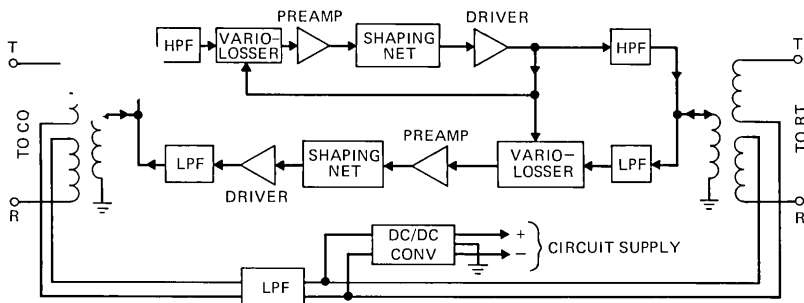 PREAMP
DRIVER
T
HPF
VARIO-
LOSSER
SHAPING
NET
HPF
T
TO CO
TO RT
LPF
DRIVER
SHAPING
NET
PREAMP
VARIO-
LOSSER
LPF
R
R
DC/DC
CONV
+
−
CIRCUIT SUPPLY
LPF